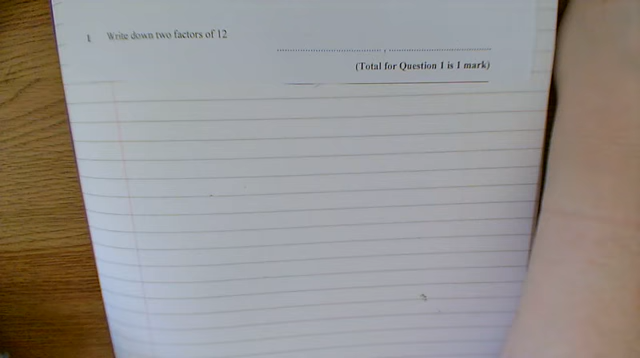 1 Write down two factors of 12
.............................. , ..............................
(Total for Question 1 is 1 mark)